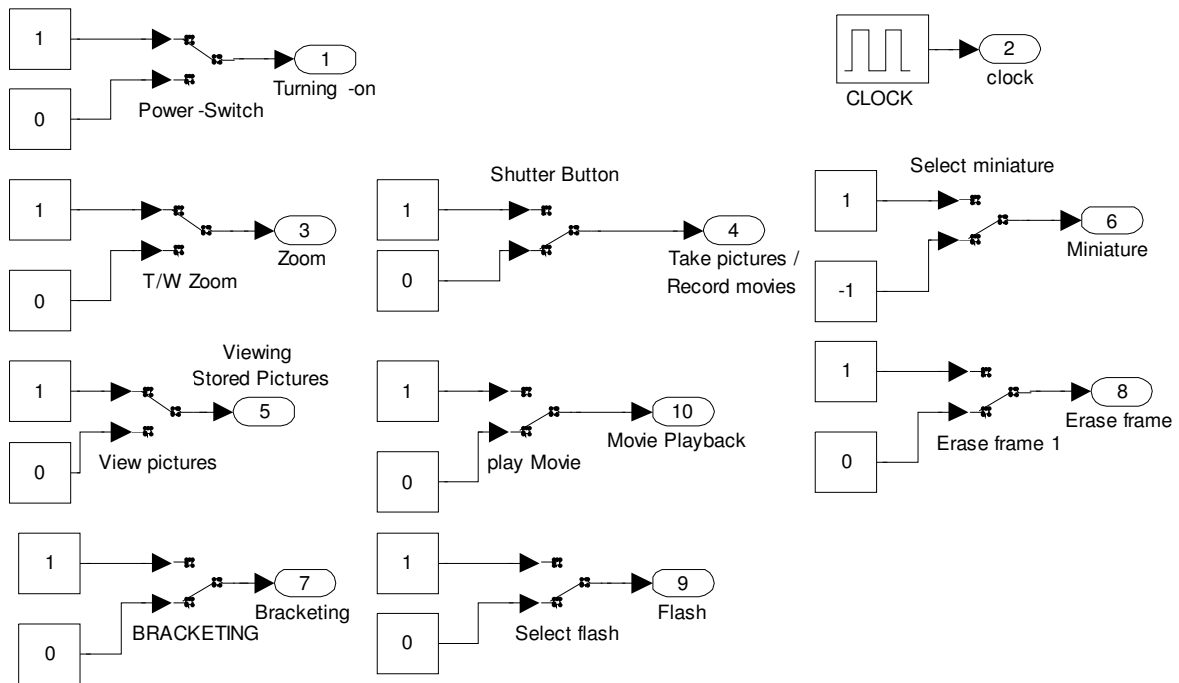 1
1
Turning -on
Power -Switch
0
2
clock
CLOCK
1
3
Zoom
T/W Zoom
0
Shutter Button
1
4
Take pictures /
Record movies
0
Select miniature
1
6
Miniature
-1
Viewing
Stored Pictures
1
5
View pictures
0
1
10
Movie Playback
play Movie
0
1
8
Erase frame
Erase frame 1
0
1
7
Bracketing
BRACKETING
0
1
9
Flash
Select flash
0